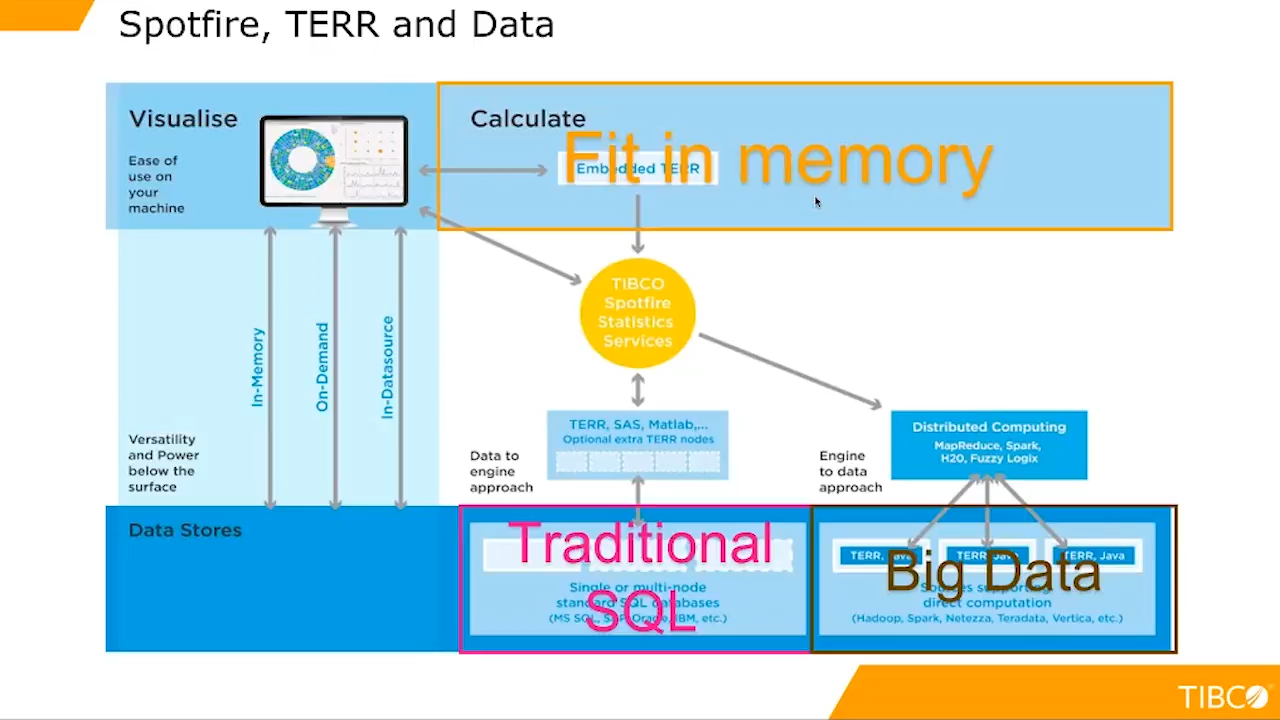 Spotfire, TERR and Data
Visualise
Ease of
use on
your
machine
Calculate
Fit in memory
Embedded TERR
TIBCO
Spotfire
Statistics
Services
In-Memory
On-Demand
In-Datasource
Versatility
and Power
below the
surface
Data to
engine
approach
TERR, SAS, Matlab,...
Optional extra TERR nodes
Engine
to data
approach
Distributed Computing
MapReduce, Spark,
H20, Fuzzy Logix
Data Stores
Traditional
SQL
Single or multi-node
standard SQL databases
(MS SQL, SAP, Oracle, IBM, etc.)
Big Data
TERR, Java
TERR, Java
TERR, Java
Sources supporting
direct computation
(Hadoop, Spark, Netezza, Teradata, Vertica, etc.)
TIBCO